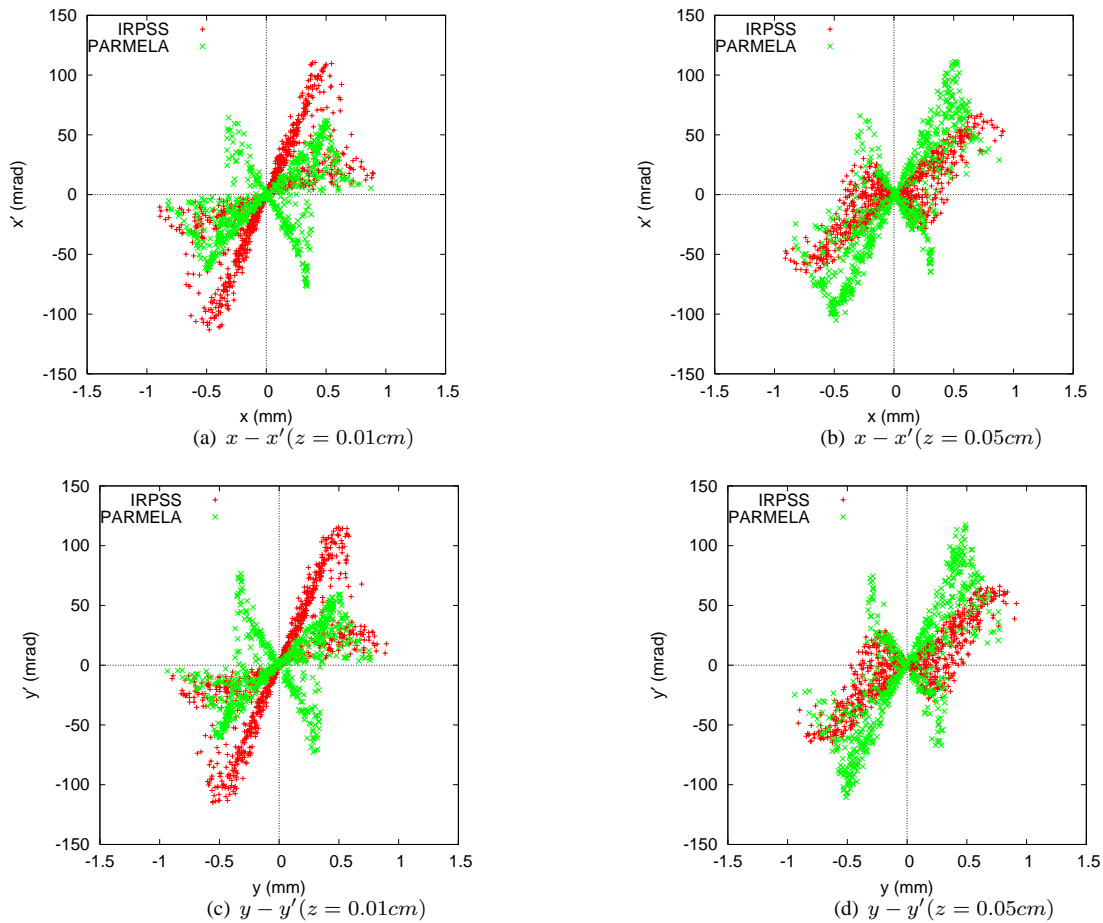 IRPSS
PARMELA
150
100
50
0
-50
-100
-150
-1.5 -1 -0.5 0 0.5 1 1.5
x′ (mrad)
x (mm)
(a) x − x′(z = 0.01cm)
IRPSS
PARMELA
150
100
50
0
-50
-100
-150
-1.5 -1 -0.5 0 0.5 1 1.5
x′ (mrad)
x (mm)
(b) x − x′(z = 0.05cm)
IRPSS
PARMELA
150
100
50
0
-50
-100
-150
-1.5 -1 -0.5 0 0.5 1 1.5
y′ (mrad)
y (mm)
(c) y − y′(z = 0.01cm)
IRPSS
PARMELA
150
100
50
0
-50
-100
-150
-1.5 -1 -0.5 0 0.5 1 1.5
y′ (mrad)
y (mm)
(d) y − y′(z = 0.05cm)